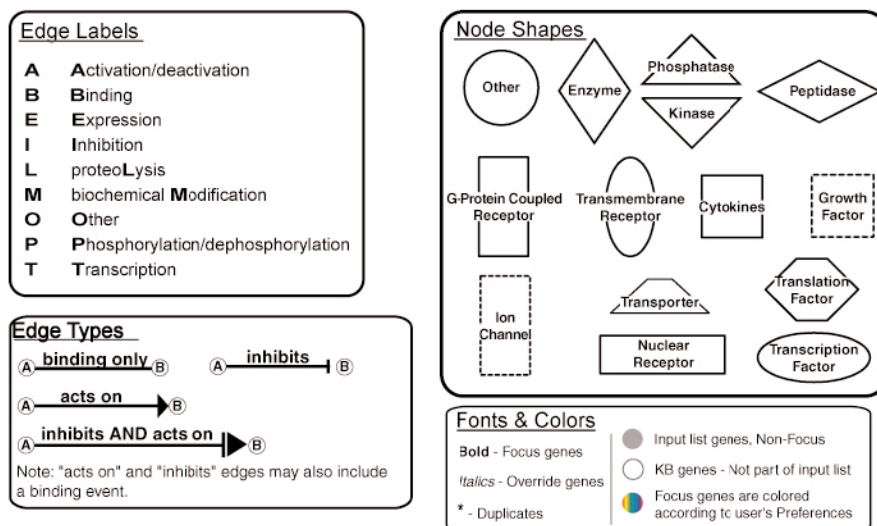 Edge Labels
A Activation/deactivation
B Binding
E Expression
I Inhibition
L proteoLysis
M biochemical Modification
O Other
P Phosphorylation/dephosphorylation
T Transcription
Edge Types
A binding only B
A inhibits B
A acts on B
A inhibits AND acts on B
Note: "acts on" and "inhibits" edges may also include
a binding event.
Node Shapes
Other
Enzyme
Phosphatase
Kinase
Peptidase
G-Protein Coupled
Receptor
Transmembrane
Receptor
Cytokines
Growth
Factor
Ion
Channel
Transporter
Translation
Factor
Nuclear
Receptor
Transcription
Factor
Fonts & Colors
Bold - Focus genes
Italics - Override genes
* - Duplicates
Input list genes, Non-Focus
KB genes - Not part of input list
Focus genes are colored
according to user's Preferences